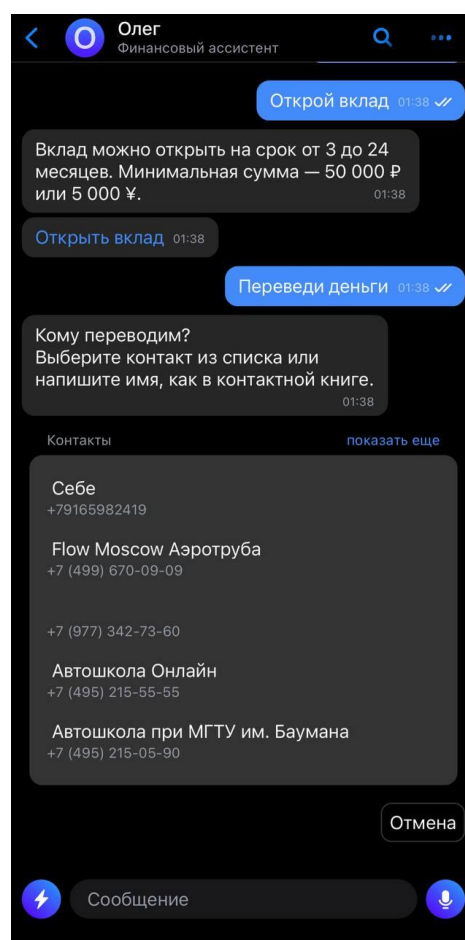 Олег
Финансовый ассистент
Открой вклад 01:38
Вклад можно открыть на срок от 3 до 24
месяцев. Минимальная сумма — 50 000 ₽
или 5 000 ¥.
01:38
Открыть вклад 01:38
Переведи деньги 01:38
Кому переводим?
Выберите контакт из списка или
напишите имя, как в контактной книге.
01:38
Контакты показать еще
Себе
+79165982419
Flow Moscow Аэротруба
+7 (499) 670-09-09
+7 (977) 342-73-60
Автошкола Онлайн
+7 (495) 215-55-55
Автошкола при МГТУ им. Баумана
+7 (495) 215-05-90
Отмена
Сообщение